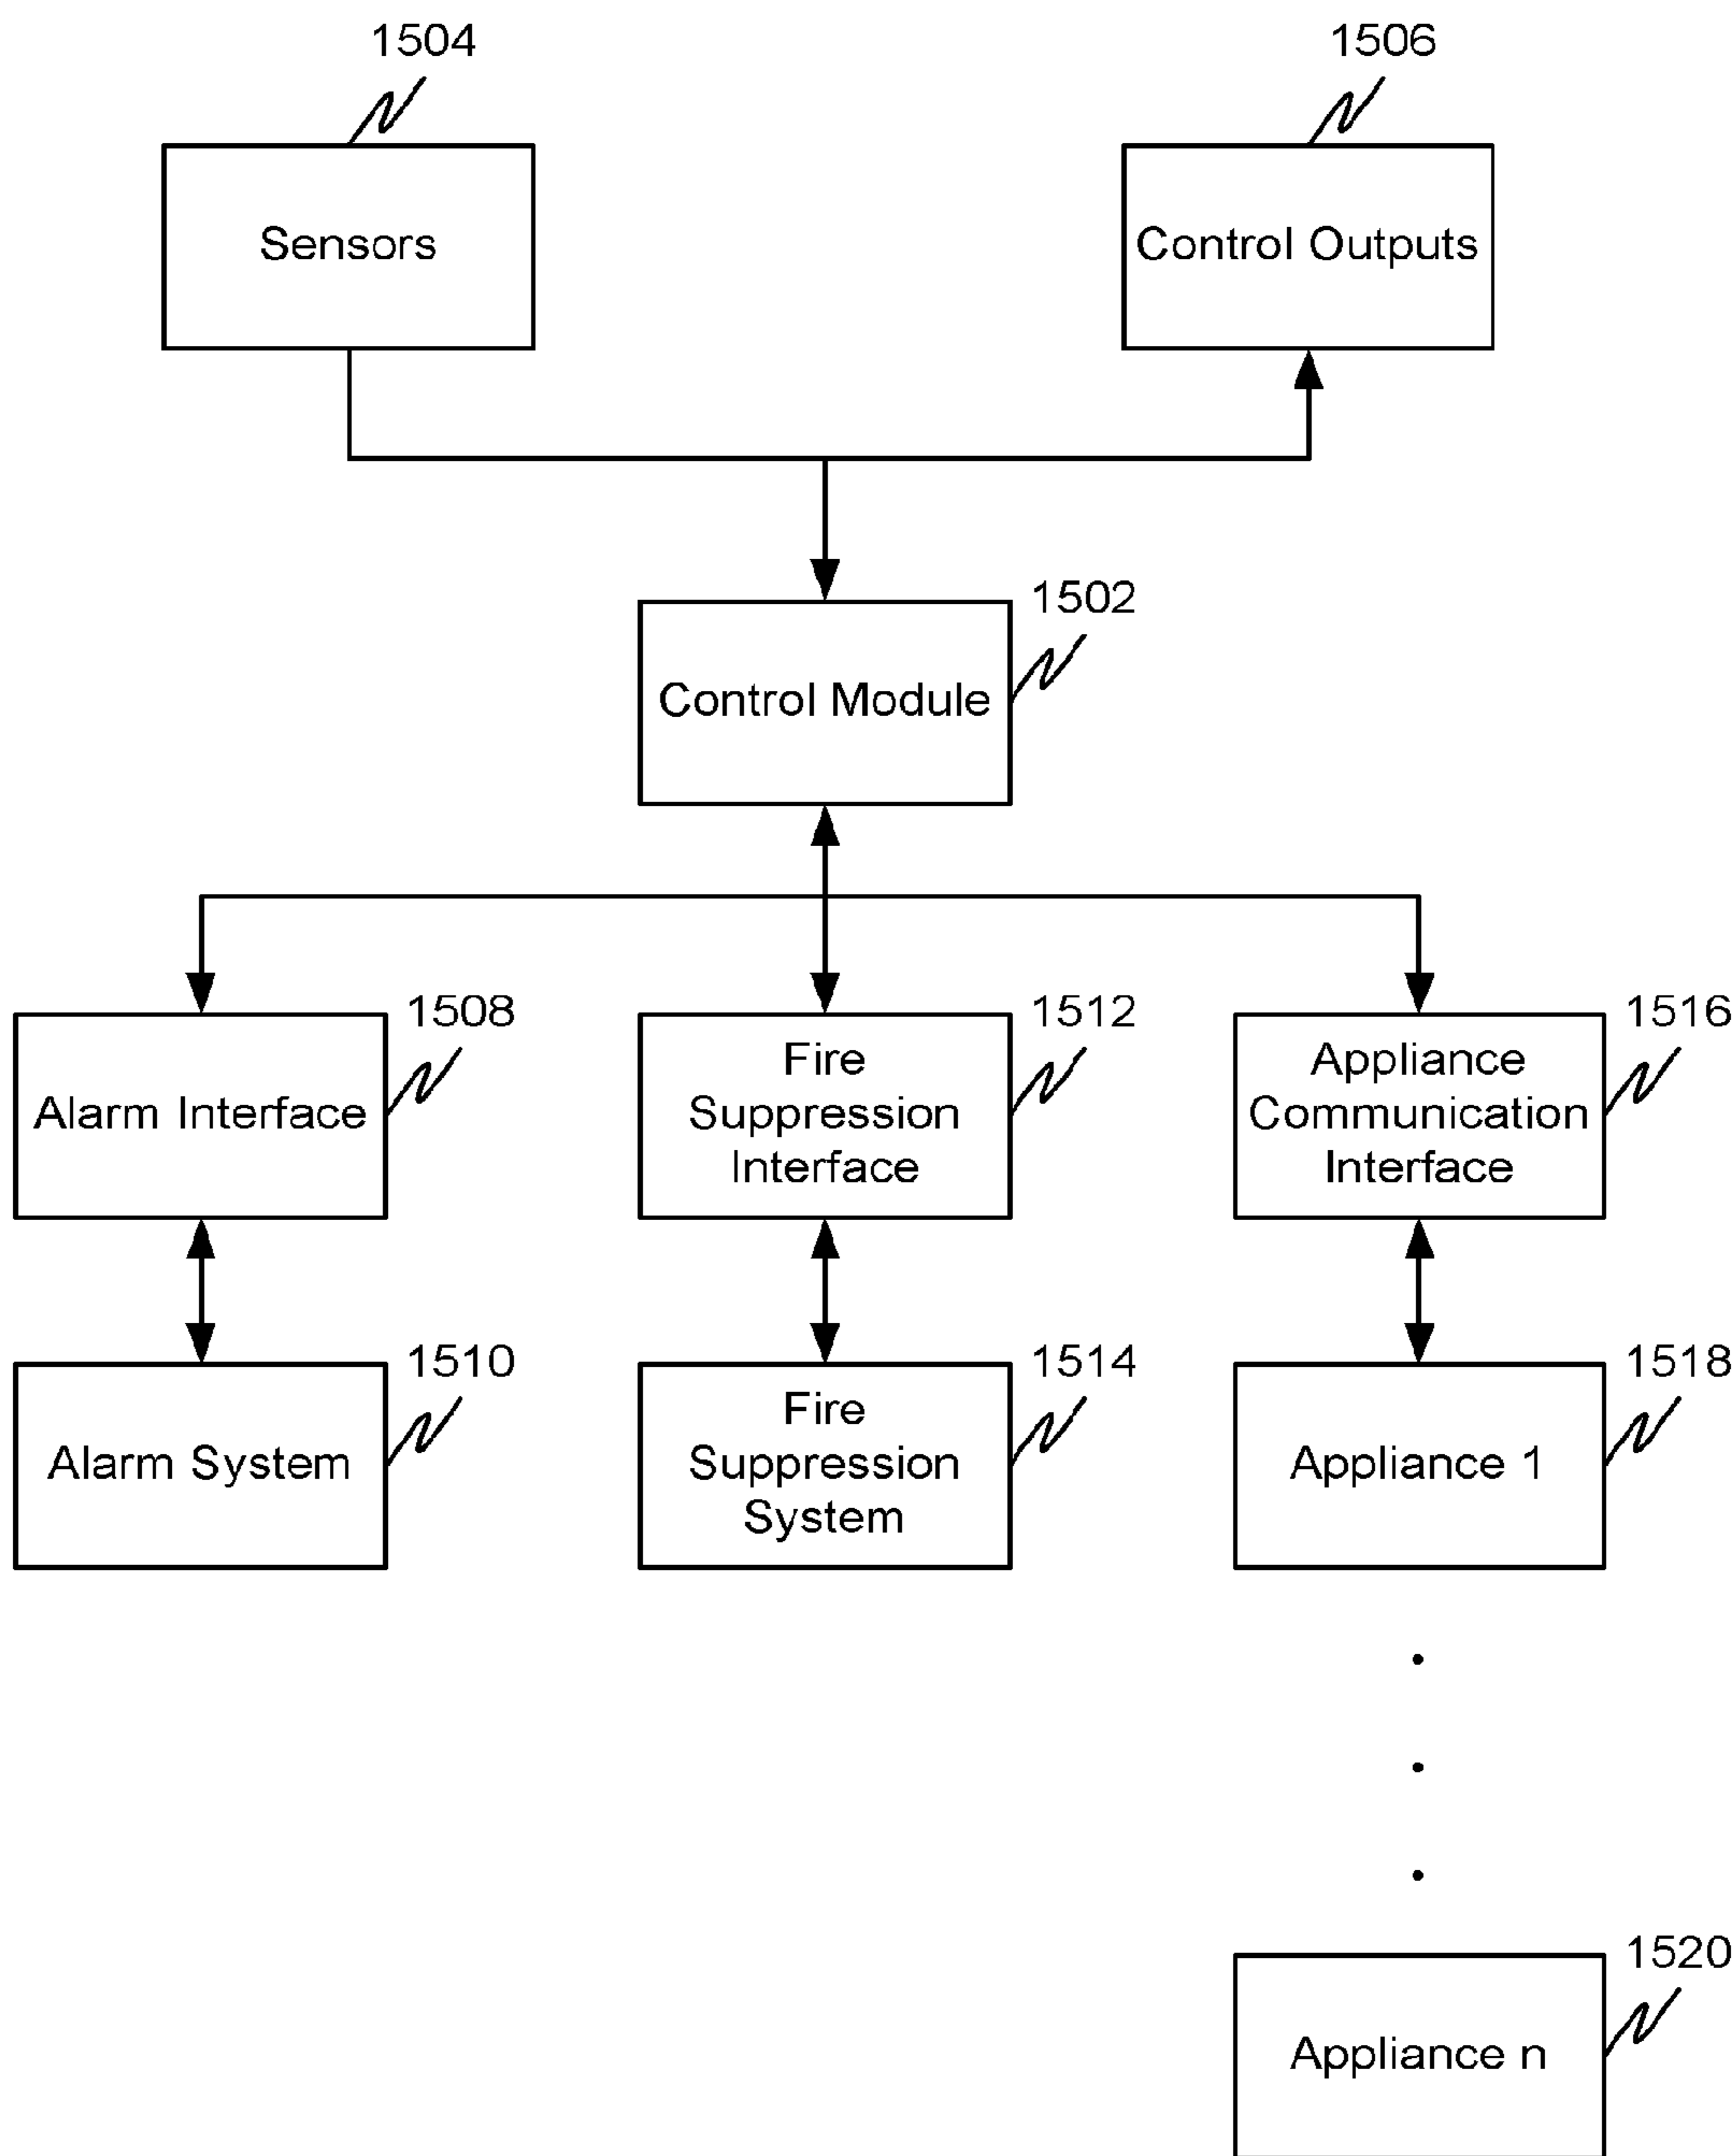 1504
1506
Sensors
Control Outputs
1502
Control Module
1508
1512
1516
Alarm Interface
Fire
Suppression
Interface
Appliance
Communication
Interface
1510
1514
1518
Alarm System
Fire
Suppression
System
Appliance 1
1520
Appliance n